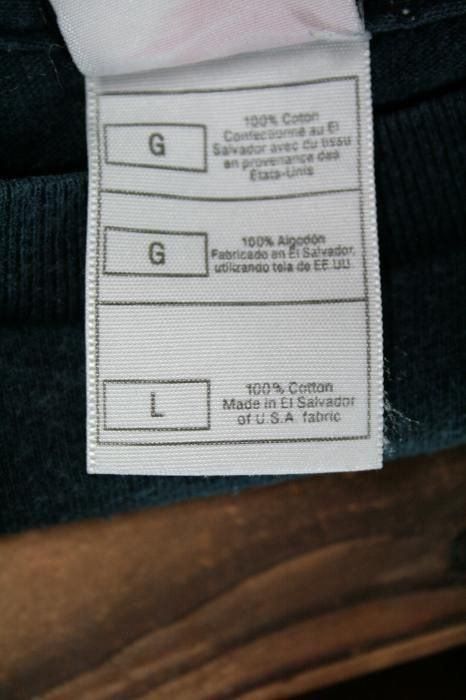 G
100% Coton
Confectionné au El
Salvador avec du tissu
en provenance des
États-Unis
G
100% Algodón
Fabricado en El Salvador,
utilizando tela de EE.UU.
L
100% Cotton
Made in El Salvador
of U.S.A. fabric